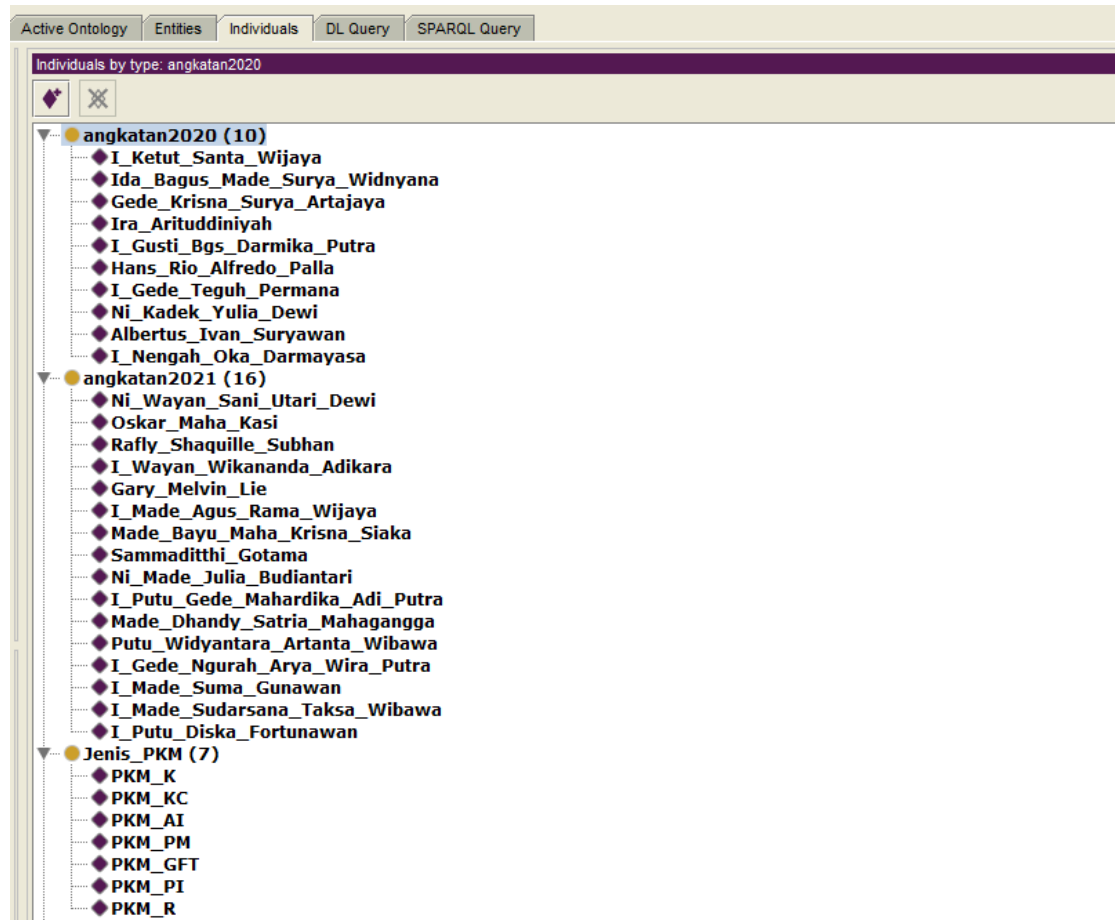 Active Ontology Entities Individuals DL Query SPARQL Query
Individuals by type: angkatan2020
angkatan2020 (10)
I_Ketut_Santa_Wijaya
Ida_Bagus_Made_Surya_Widnyana
Gede_Krisna_Surya_Artajaya
Ira_Arituddiniyah
I_Gusti_Bgs_Darmika_Putra
Hans_Rio_Alfredo_Palla
I_Gede_Teguh_Permana
Ni_Kadek_Yulia_Dewi
Albertus_Ivan_Suryawan
I_Nengah_Oka_Darmayasa
angkatan2021 (16)
Ni_Wayan_Sani_Utari_Dewi
Oskar_Maha_Kasi
Rafly_Shaquille_Subhan
I_Wayan_Wikananda_Adikara
Gary_Melvin_Lie
I_Made_Agus_Rama_Wijaya
Made_Bayu_Maha_Krisna_Siaka
Sammaditthi_Gotama
Ni_Made_Julia_Budiantari
I_Putu_Gede_Mahardika_Adi_Putra
Made_Dhandy_Satria_Mahagangga
Putu_Widyantara_Artanta_Wibawa
I_Gede_Ngurah_Arya_Wira_Putra
I_Made_Suma_Gunawan
I_Made_Sudarsana_Taksa_Wibawa
I_Putu_Diska_Fortunawan
Jenis_PKM (7)
PKM_K
PKM_KC
PKM_AI
PKM_PM
PKM_GFT
PKM_PI
PKM_R